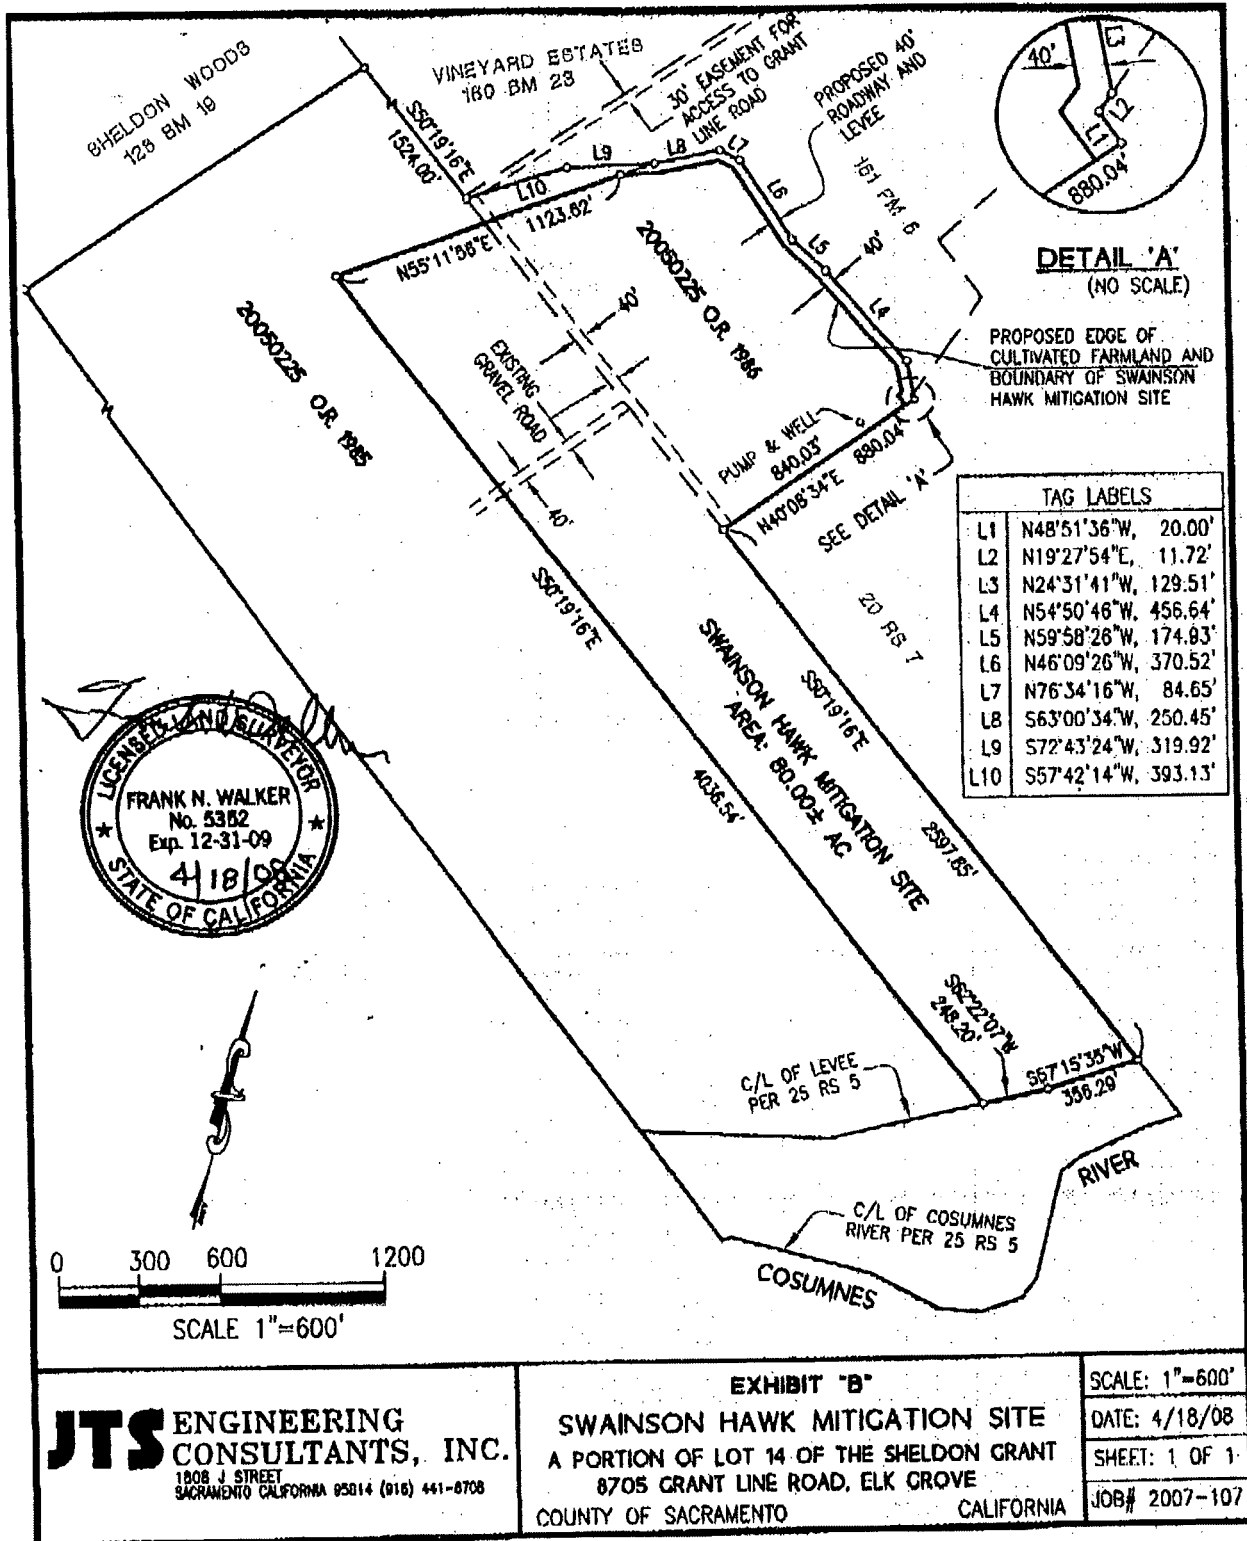 SHELDON WOODS
128 BM 19
VINEYARD ESTATES
180 BM 23
S50°19'16"E
1524.00'
30' EASEMENT FOR
ACCESS TO GRANT
LINE ROAD
PROPOSED 40'
ROADWAY AND
LEVEE
161 PM 6
L10
L9
L8
L7
L6
L5
L4
40'
N55°11'56"E
1123.62'
20050225 O.R. 1985
20050225 O.R. 1986
40'
EXISTING
GRAVEL ROAD
40'
PUMP & WELL
840.03'
880.04'
N40°08'34"E
SEE DETAIL 'A'
20 RS 7
40'
L3
L2
L1
880.04'
DETAIL 'A'
(NO SCALE)
PROPOSED EDGE OF
CULTIVATED FARMLAND AND
BOUNDARY OF SWAINSON
HAWK MITIGATION SITE
TAG LABELS
L1 N48°51'36"W, 20.00'
L2 N19°27'54"E, 11.72'
L3 N24°31'41"W, 129.51'
L4 N54°50'46"W, 456.64'
L5 N59°58'26"W, 174.93'
L6 N46°09'26"W, 370.52'
L7 N76°34'16"W, 84.65'
L8 S63°00'34"W, 250.45'
L9 S72°43'24"W, 319.92'
L10 S57°42'14"W, 393.13'
S50°19'16"E
4036.54'
SWAINSON HAWK MITIGATION SITE
AREA: 80.00± AC
S50°19'16"E
2597.85'
S62°22'07"W
248.20'
S67°15'35"W
356.29'
LICENSED LAND SURVEYOR
FRANK N. WALKER
No. 5352
Exp. 12-31-09
4/18/08
STATE OF CALIFORNIA
C/L OF LEVEE
PER 25 RS 5
C/L OF COSUMNES
RIVER PER 25 RS 5
COSUMNES
RIVER
0 300 600 1200
SCALE 1"=600'
JTS ENGINEERING
CONSULTANTS, INC.
1808 J STREET
SACRAMENTO CALIFORNIA 95814 (916) 441-6708
EXHIBIT "B"
SWAINSON HAWK MITIGATION SITE
A PORTION OF LOT 14 OF THE SHELDON GRANT
8705 GRANT LINE ROAD, ELK GROVE
COUNTY OF SACRAMENTO CALIFORNIA
SCALE: 1"=600'
DATE: 4/18/08
SHEET: 1 OF 1
JOB# 2007-107